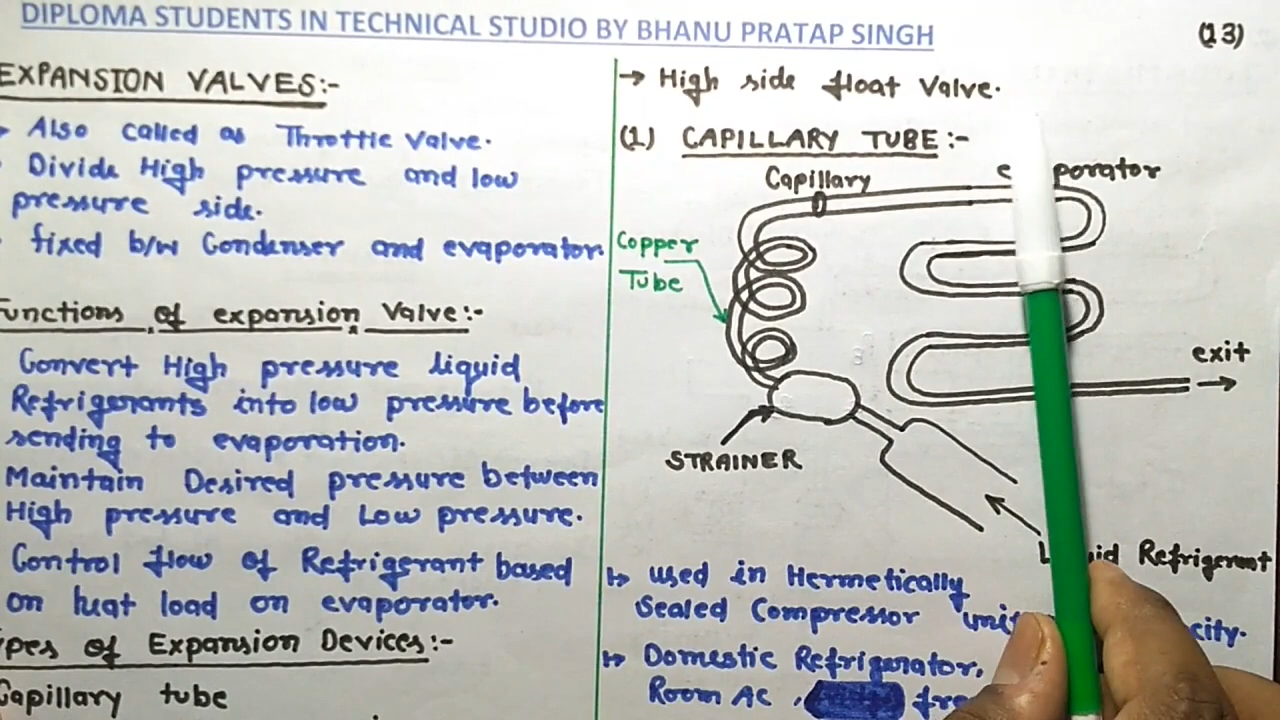 DIPLOMA STUDENTS IN TECHNICAL STUDIO BY BHANU PRATAP SINGH
(13)
EXPANSION VALVES:-
Also called as Throttle Valve.
Divide High pressure and low
pressure side.
fixed b/w Condenser and evaporator.
Functions of expansion Valve:-
Convert High pressure liquid
Refrigerants into low pressure before
sending to evaporation.
Maintain Desired pressure between
High pressure and Low pressure.
Control flow of Refrigerant based
on heat load on evaporator.
Types of Expansion Devices:-
Capillary tube
→ High side float Valve.
(1) CAPILLARY TUBE:-
Capillary
Copper
Tube
exit
STRAINER
Refrigerant
used in Hermetically
Sealed Compressor
Domestic Refrigerator,
Room AC,